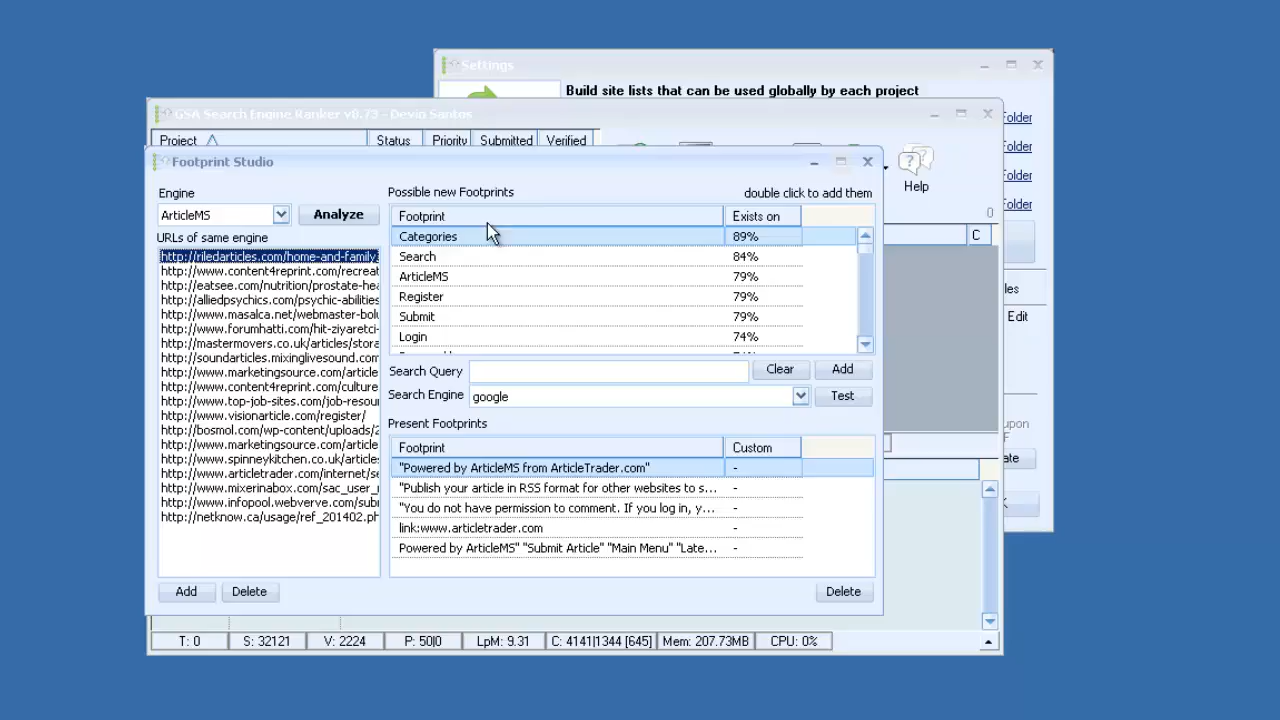 Settings
Build site lists that can be used globally by each project
GSA Search Engine Ranker v0.73 - Devin Santos
Folder
Project Status Priority Submitted Verified
Folder
Footprint Studio
Folder
Help
Engine
Possible new Footprints
double click to add them
Folder
ArticleMS
Analyze
Footprint Exists on
0
URLs of same engine
Categories 89%
C
Search 84%
ArticleMS 79%
Register 79%
Submit 79%
Login 74%
les
Edit
http://riledarticles.com/home-and-family
http://www.content4reprint.com/recreat
http://eatsee.com/nutrition/prostate-he
http://alliedpsychics.com/psychic-abilities
http://www.masalca.net/webmaster-bol
http://www.forumhatti.com/hit-ziyaretci-
http://mastermovers.co.uk/articles/stora
http://soundarticles.mixinglivesound.com
http://www.marketingsource.com/article
http://www.content4reprint.com/culture
http://www.top-job-sites.com/job-resour
http://www.visionarticle.com/register/
http://bosmol.com/wp-content/uploads/2
http://www.marketingsource.com/article
http://www.spinneykitchen.co.uk/articles
http://www.articletrader.com/internet/se
http://www.mixerinabox.com/sac_user_
http://www.infopool.webverve.com/sub
http://netknow.ca/usage/ref_201402.ph
Search Query
Clear
Add
Search Engine
google
Test
Present Footprints
upon
F
Footprint Custom
ate
"Powered by ArticleMS from ArticleTrader.com" -
"Publish your article in RSS format for other websites to s... -
"You do not have permission to comment. If you log in, y... -
link:www.articletrader.com -
Powered by ArticleMS" "Submit Article" "Main Menu" "Late... -
Add
Delete
Delete
T: 0 S: 32121 V: 2224 P: 50|0 LpM: 9.31 C: 4141|1344 [645] Mem: 207.73MB CPU: 0%